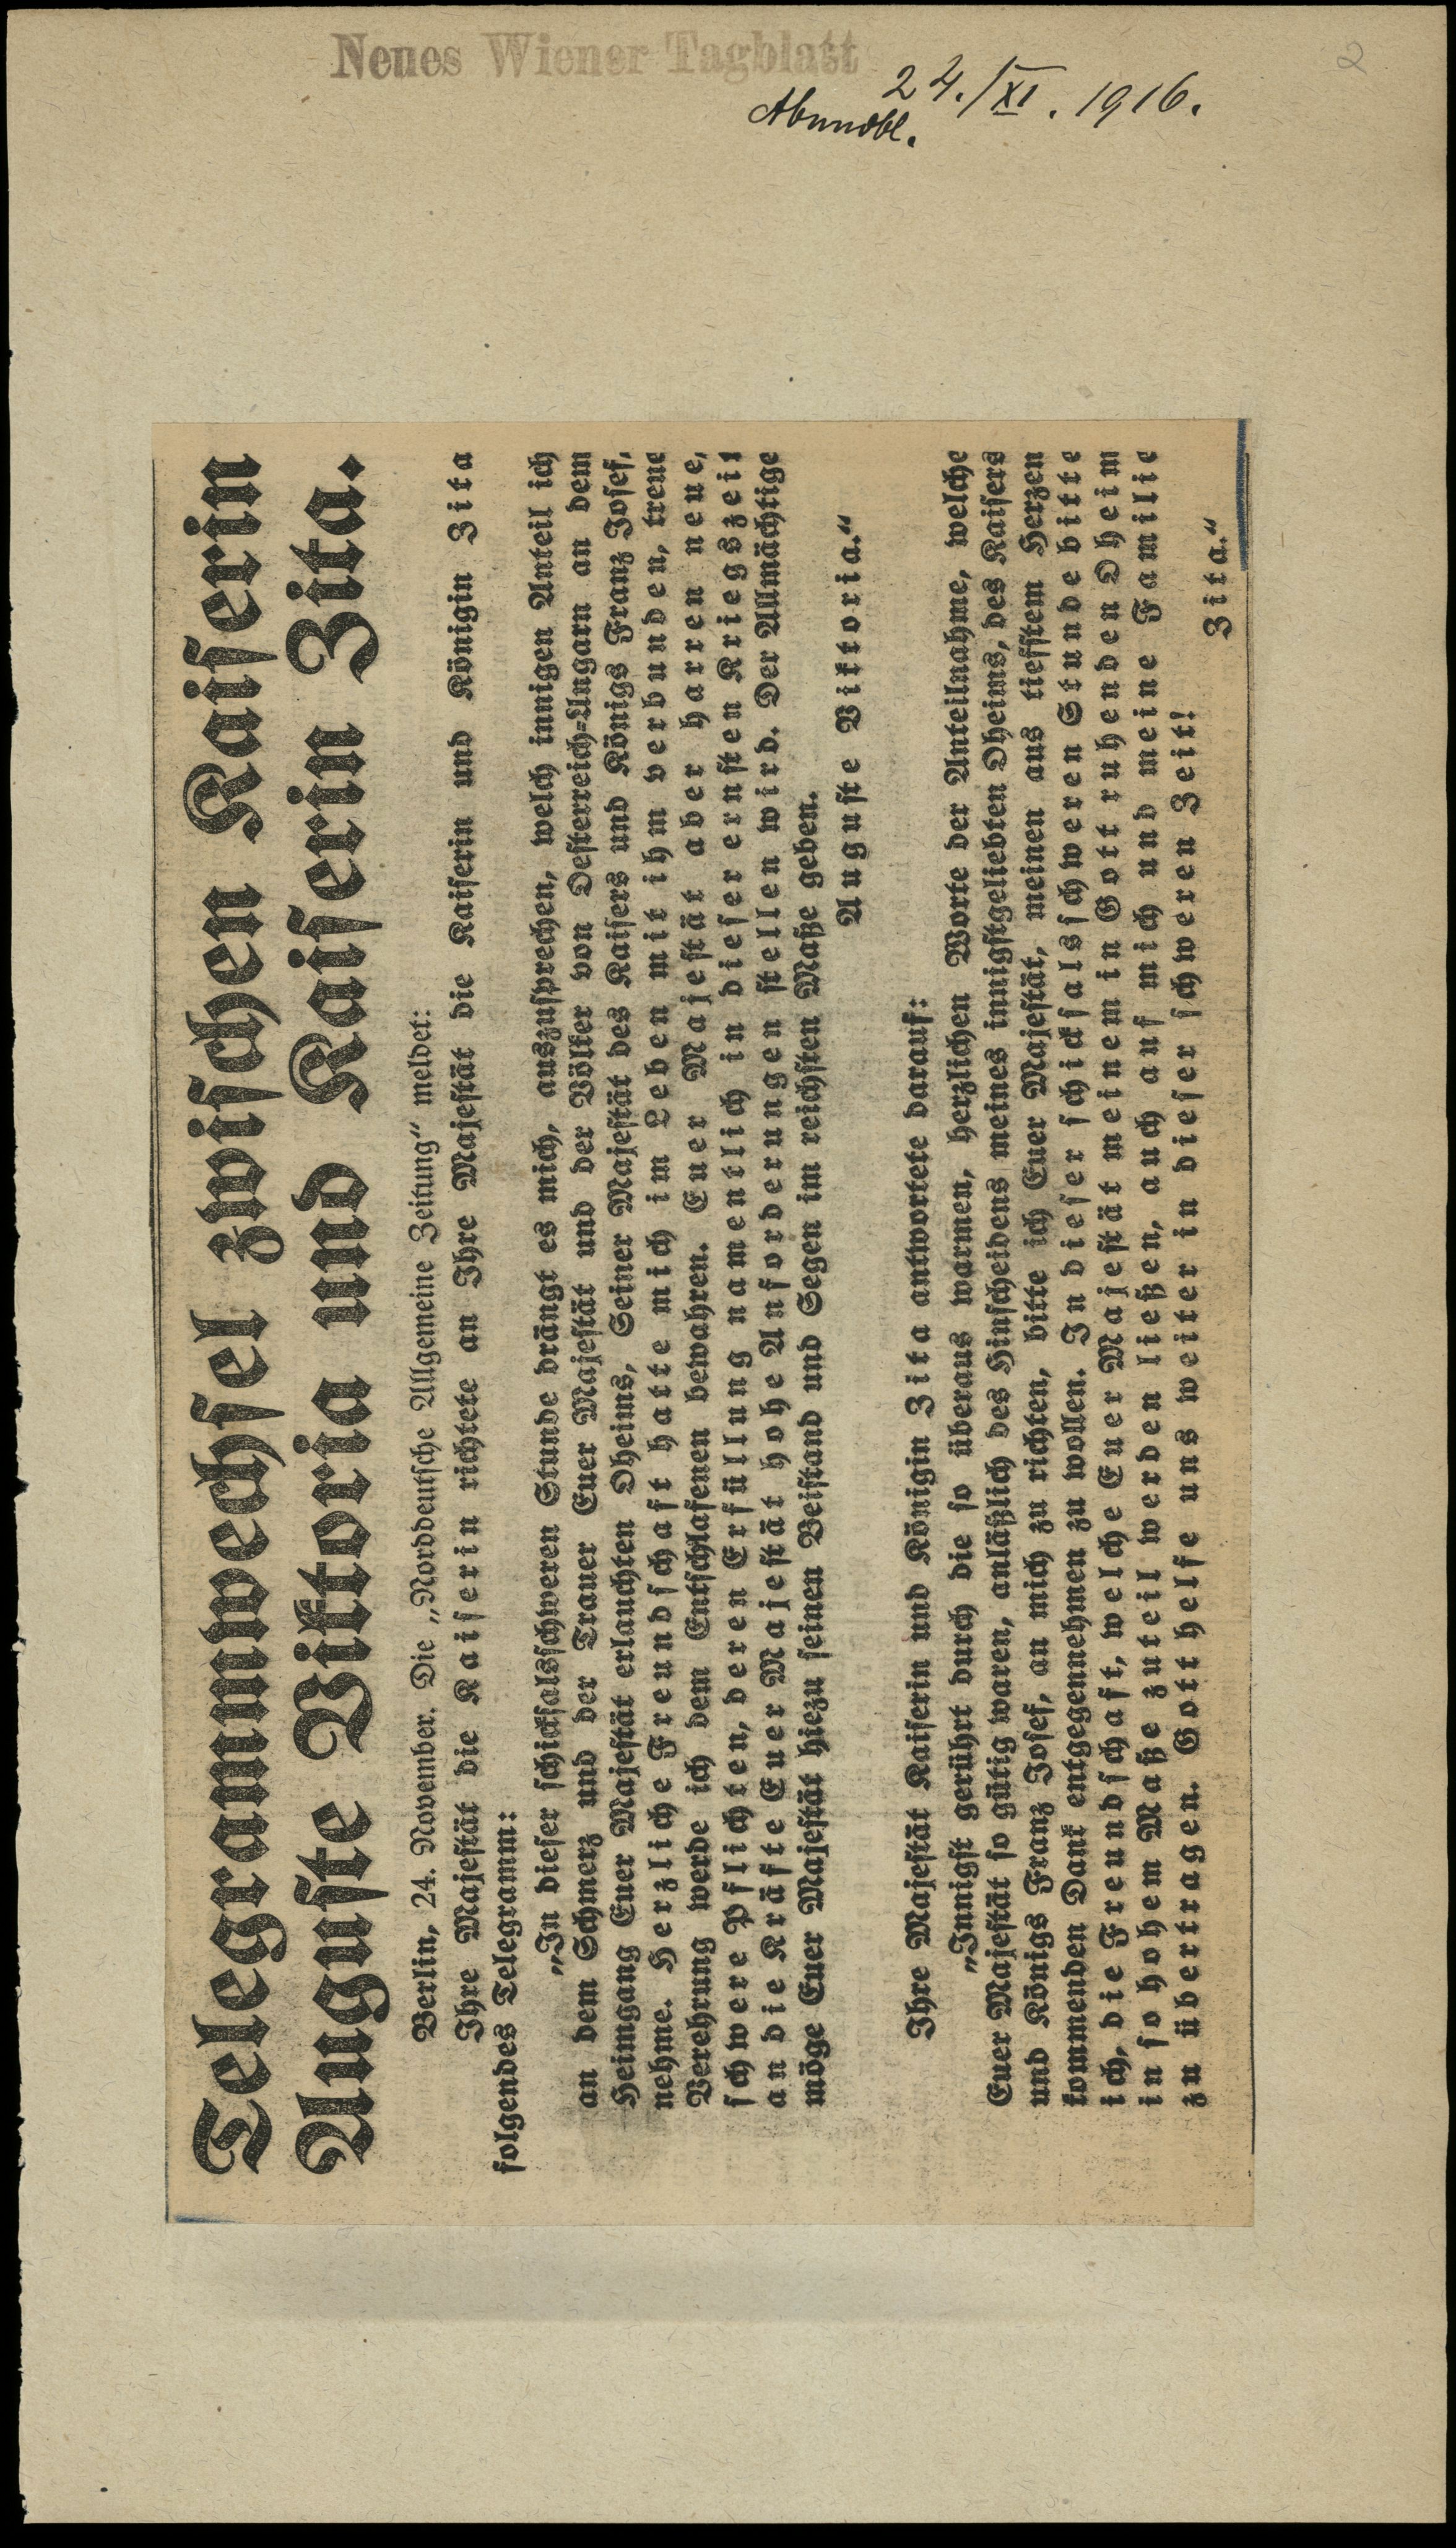 Neues Wiener Tagblatt
24./XI. 1916.
Abendbl.
2
Telegrammwechsel zwischen Kaiserin
Auguste Viktoria und Kaiserin Zita.
Berlin, 24. November. Die „Norddeutsche Allgemeine Zeitung“ meldet:
Ihre Majestät die Kaiserin richtete an Ihre Majestät die Kaiserin und Königin Zita
folgendes Telegramm:
„In dieser schicksalsschweren Stunde drängt es mich, auszusprechen, welch innigen Anteil ich
an dem Schmerz und der Trauer Euer Majestät und der Völker von Oesterreich-Ungarn an dem
Heimgang Euer Majestät erlauchten Oheims, Seiner Majestät des Kaisers und Königs Franz Josef,
nehme. Herzliche Freundschaft hatte mich im Leben mit ihm verbunden, treue
Verehrung werde ich dem Entschlafenen bewahren. Euer Majestät aber harren neue,
schwere Pflichten, deren Erfüllung namentlich in dieser ernsten Kriegszeit
an die Kräfte Euer Majestät hohe Anforderungen stellen wird. Der Allmächtige
möge Euer Majestät hiezu seinen Beistand und Segen im reichsten Maße geben.
Auguste Viktoria.“
Ihre Majestät Kaiserin und Königin Zita antwortete darauf:
„Innigst gerührt durch die so überaus warmen, herzlichen Worte der Anteilnahme, welche
Euer Majestät so gütig waren, anläßlich des Hinscheidens meines innigstgeliebten Oheims, des Kaisers
und Königs Franz Josef, an mich zu richten, bitte ich Euer Majestät, meinen aus tiefstem Herzen
kommenden Dank entgegennehmen zu wollen. In dieser schicksalsschweren Stunde bitte
ich, die Freundschaft, welche Euer Majestät meinem in Gott ruhenden Oheim
in so hohem Maße zuteil werden ließen, auch auf mich und meine Familie
zu übertragen. Gott helfe uns weiter in dieser schweren Zeit!
Zita.“